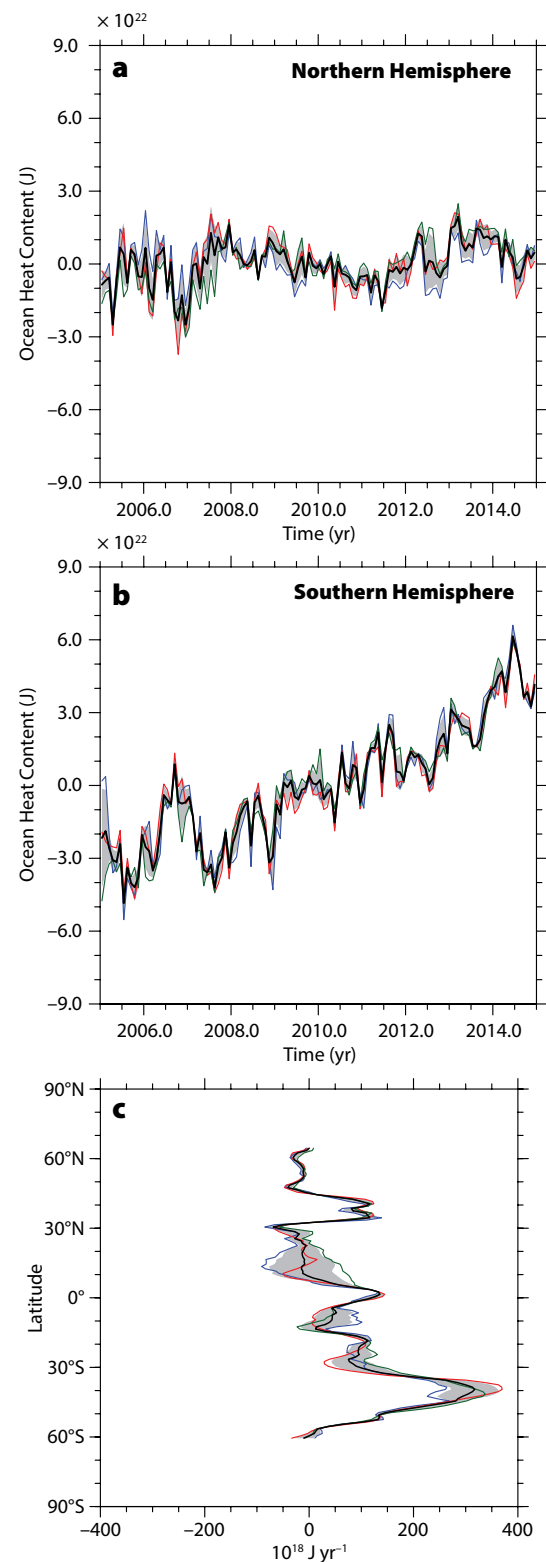 × 10²²
a Northern Hemisphere
9.0
6.0
3.0
0.0
−3.0
−6.0
−9.0
Ocean Heat Content (J)
2006.0 2008.0 2010.0 2012.0 2014.0
Time (yr)
× 10²²
b Southern Hemisphere
9.0
6.0
3.0
0.0
−3.0
−6.0
−9.0
Ocean Heat Content (J)
2006.0 2008.0 2010.0 2012.0 2014.0
Time (yr)
c
90°N
60°N
30°N
0°
30°S
60°S
90°S
Latitude
−400 −200 0 200 400
10¹⁸ J yr⁻¹